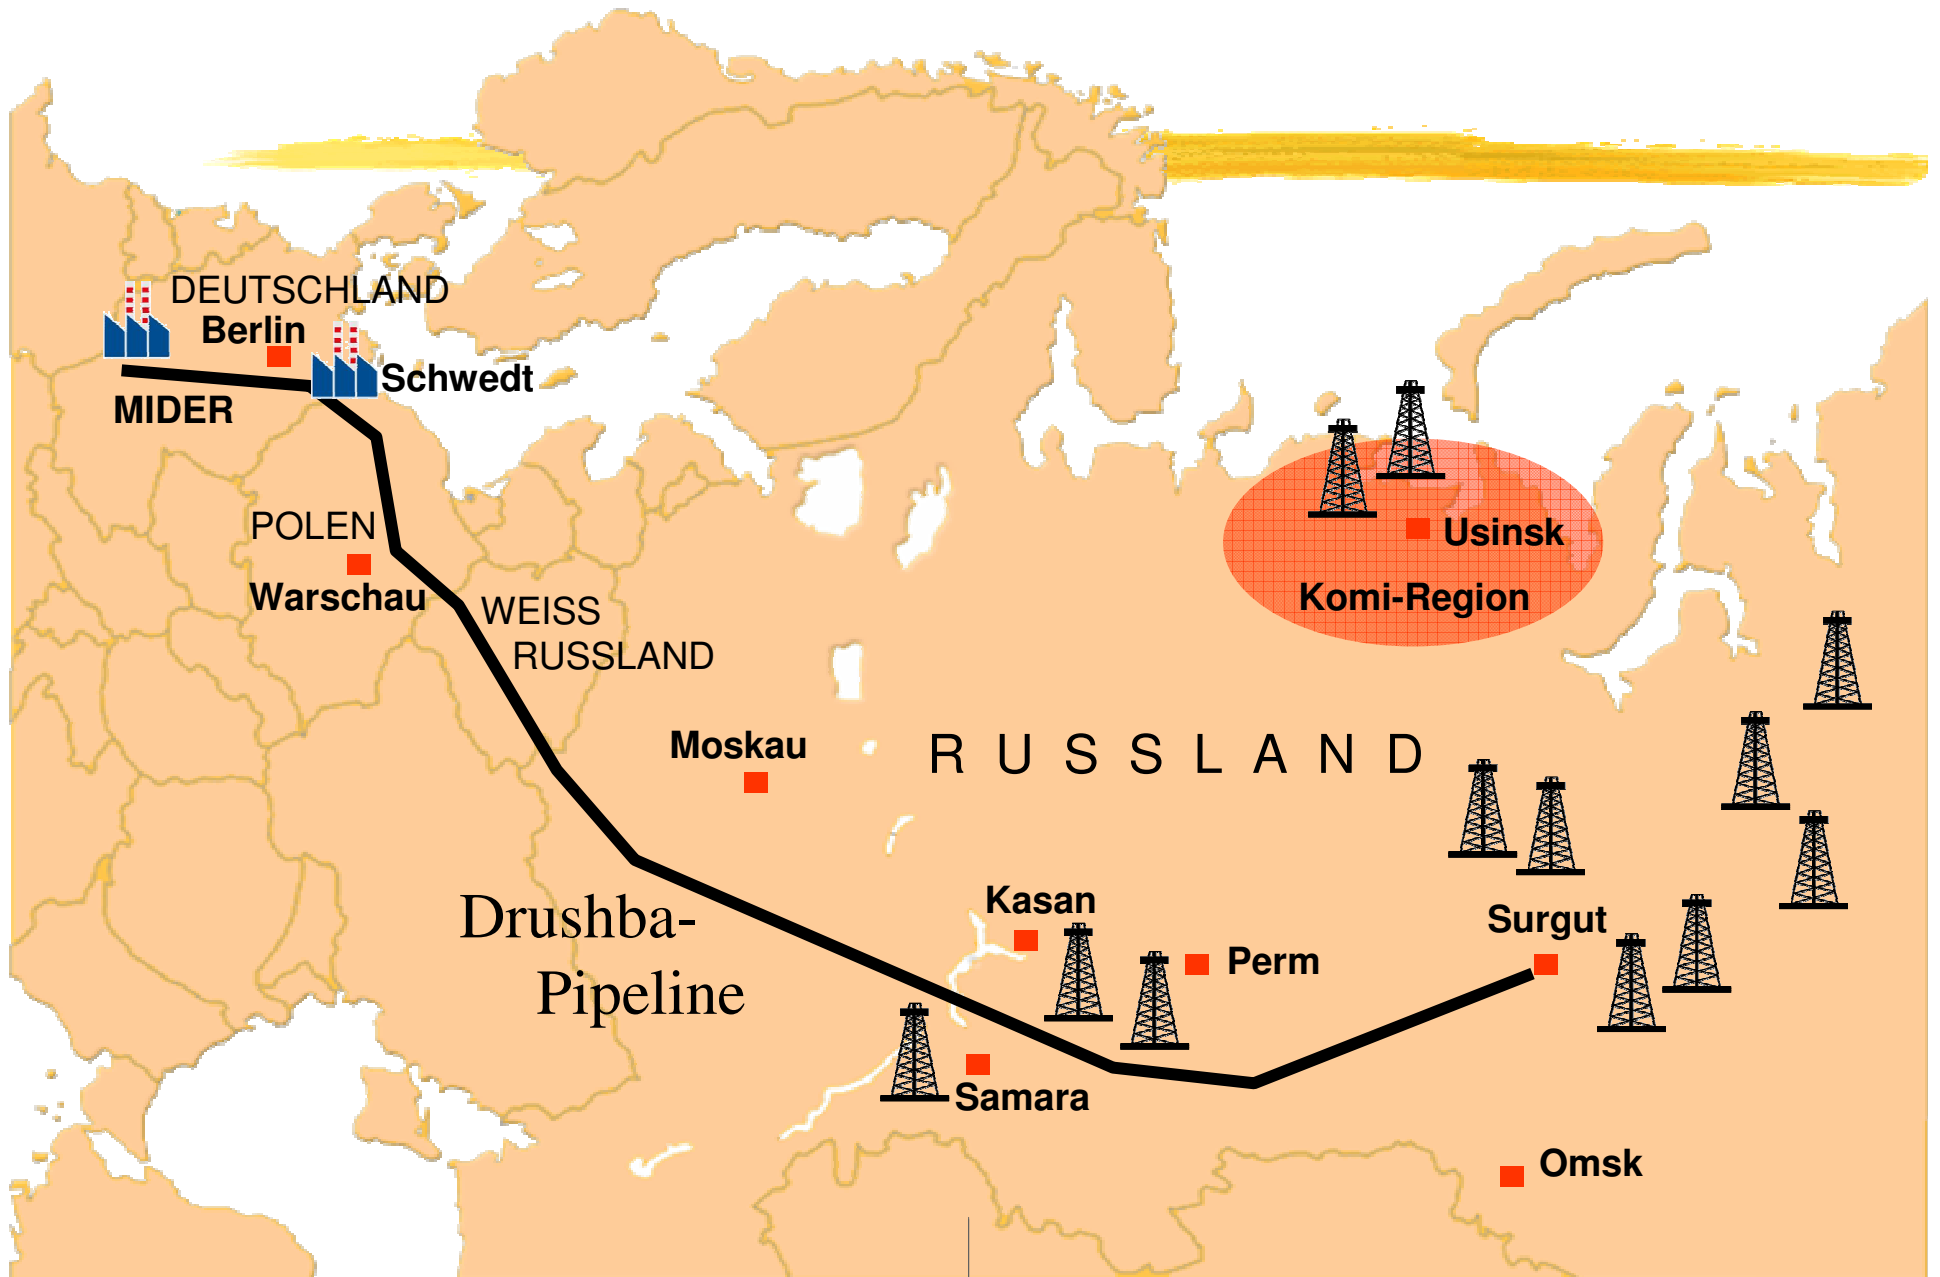 DEUTSCHLAND
Berlin
Schwedt
MIDER
POLEN
Usinsk
Warschau
Komi-Region
WEISS
RUSSLAND
Moskau
R U S S L A N D
Kasan
Drushba-
Surgut
Perm
Pipeline
Samara
Omsk